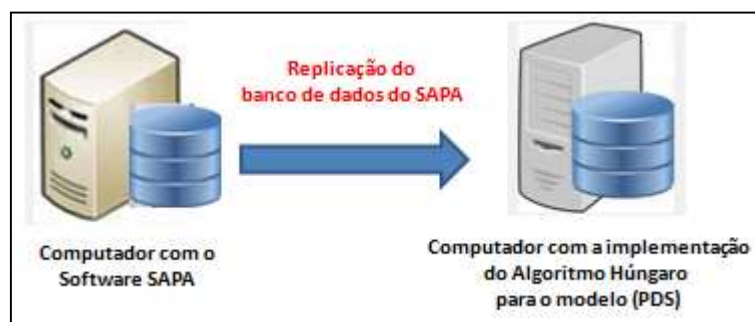 Replicação do
banco de dados do SAPA
Computador com o
Software SAPA
Computador com a implementação
do Algoritmo Húngaro
para o modelo (PDS)